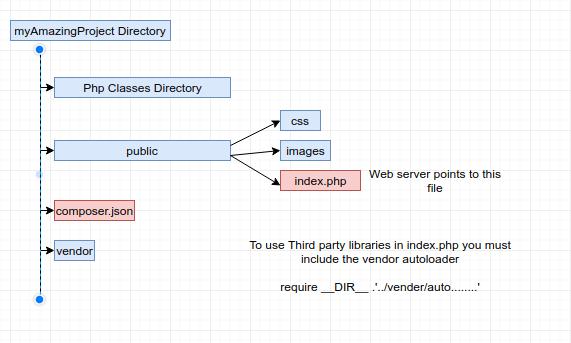 myAmazingProject Directory
Php Classes Directory
public
css
images
index.php
Web server points to this
file
composer.json
vendor
To use Third party libraries in index.php you must
include the vendor autoloader
require __DIR__ .'../vender/auto........'